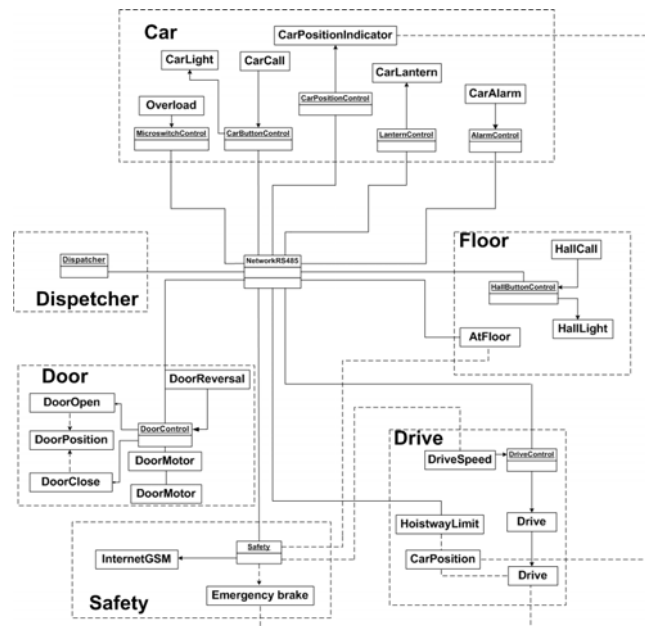 Car
CarPositionIndicator
CarLight
CarCall
CarLantern
CarAlarm
Overload
CarPositionControl
MicroswitchControl
CarButtonControl
LanternControl
AlarmControl
Dispatcher
Dispetcher
NetworkRS485
Floor
HallCall
HallButtonControl
HallLight
AtFloor
Door
DoorReversal
DoorOpen
DoorControl
DoorPosition
DoorMotor
DoorClose
DoorMotor
Drive
DriveSpeed
DriveControl
HoistwayLimit
Drive
CarPosition
Drive
Safety
InternetGSM
Emergency brake
Safety